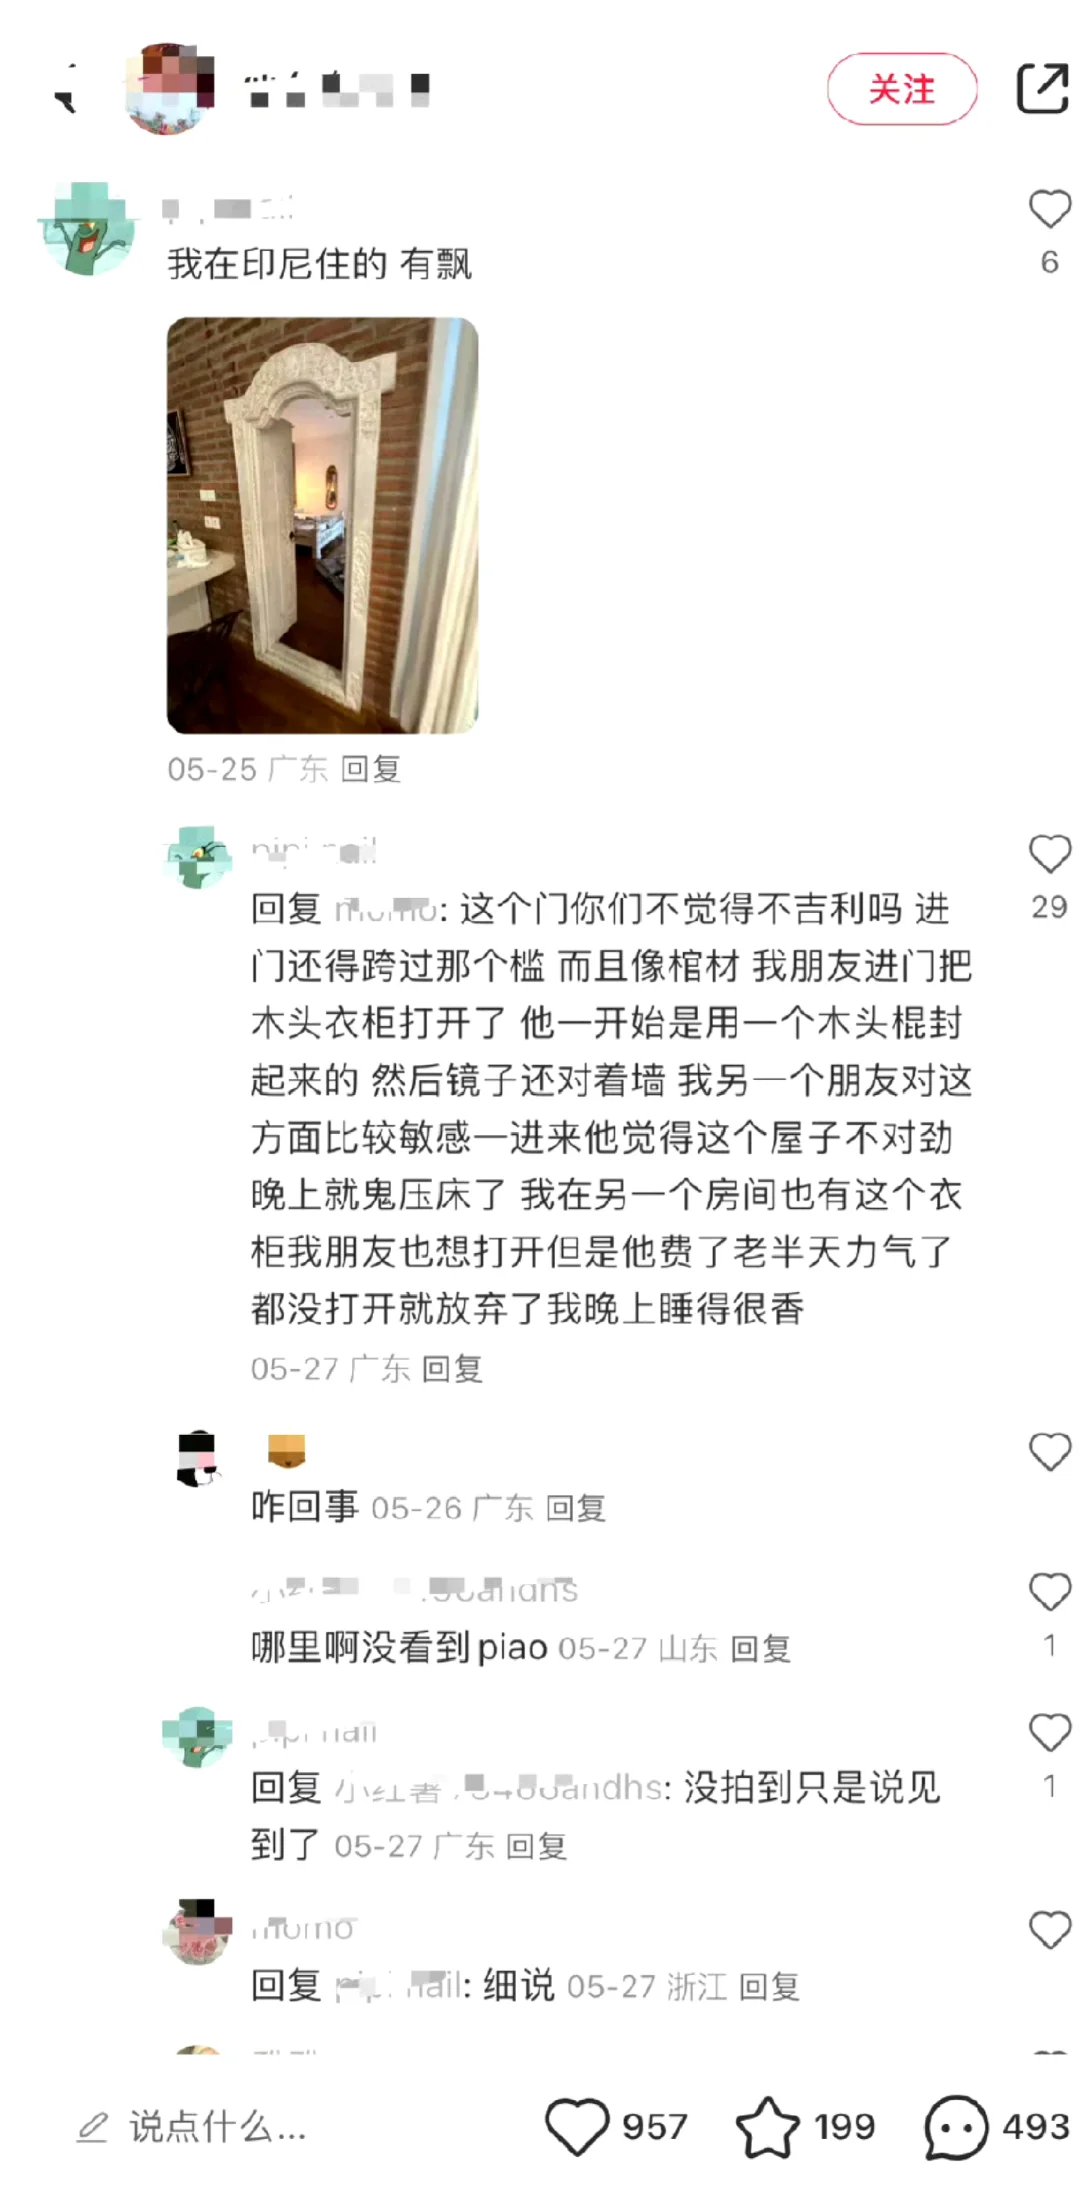 关注
我在印尼住的 有飘
6
05-25 广东 回复
回复 momo: 这个门你们不觉得不吉利吗 进
门还得跨过那个槛 而且像棺材 我朋友进门把
木头衣柜打开了 他一开始是用一个木头棍封
起来的 然后镜子还对着墙 我另一个朋友对这
方面比较敏感一进来他觉得这个屋子不对劲
晚上就鬼压床了 我在另一个房间也有这个衣
柜我朋友也想打开但是他费了老半天力气了
都没打开就放弃了我晚上睡得很香
29
05-27 广东 回复
咋回事 05-26 广东 回复
哪里啊没看到piao 05-27 山东 回复
1
回复 : 没拍到只是说见
到了 05-27 广东 回复
1
momo
回复 : 细说 05-27 浙江 回复
说点什么...
957
199
493